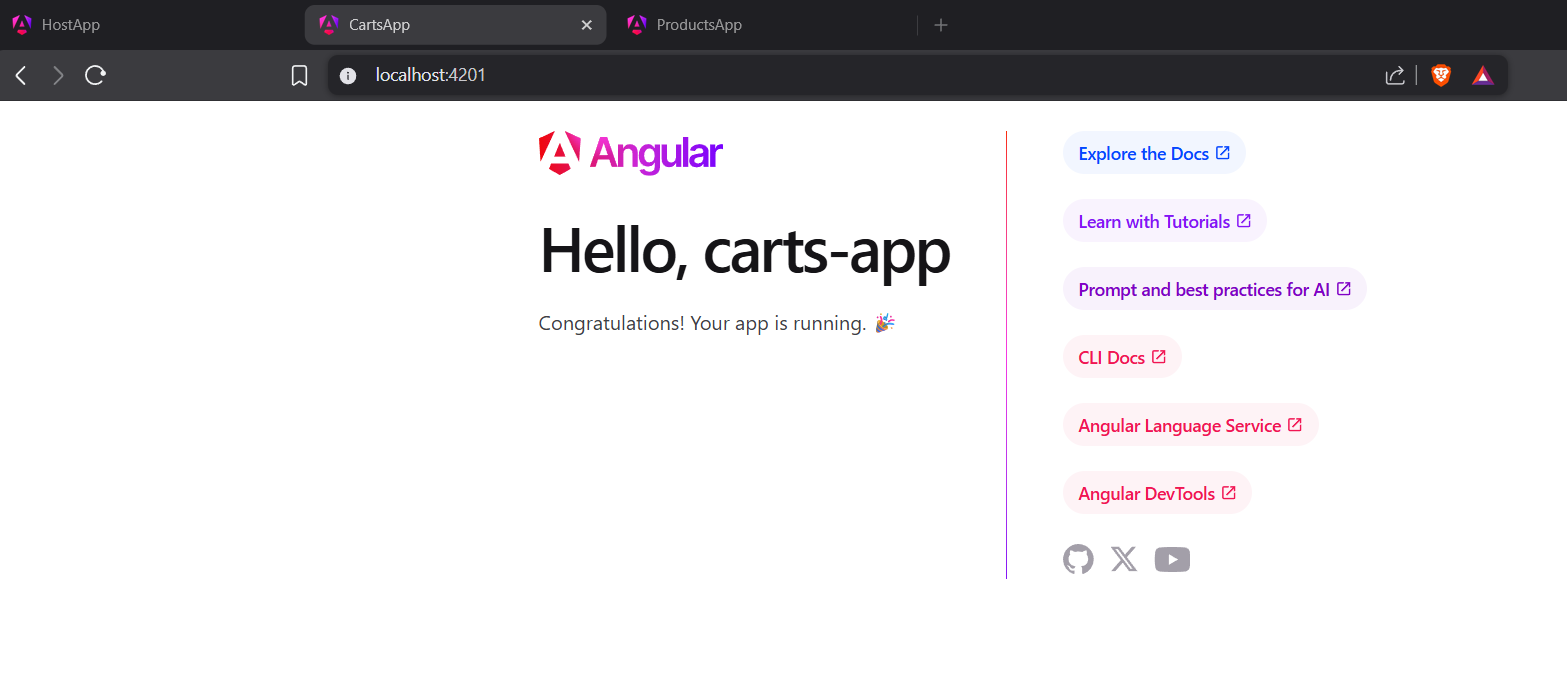 HostApp
CartsApp
ProductsApp
localhost:4201
Angular
Hello, carts-app
Congratulations! Your app is running. 🎉
Explore the Docs
Learn with Tutorials
Prompt and best practices for AI
CLI Docs
Angular Language Service
Angular DevTools